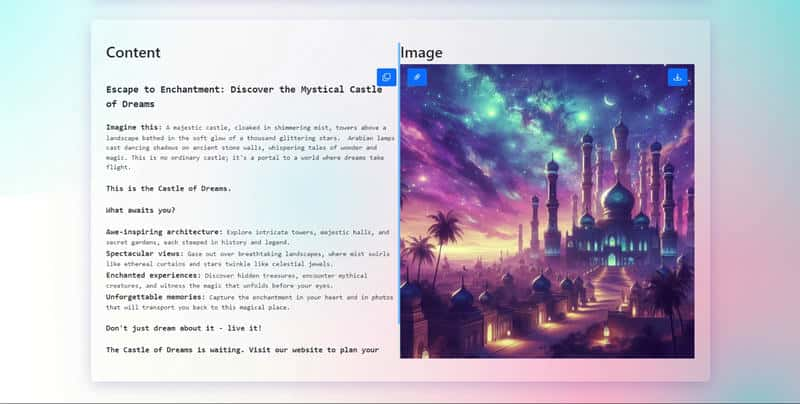 Content
Image
Escape to Enchantment: Discover the Mystical Castle
of Dreams
Imagine this: A majestic castle, cloaked in shimmering mist, towers above a
landscape bathed in the soft glow of a thousand glittering stars. Arabian lamps
cast dancing shadows on ancient stone walls, whispering tales of wonder and
magic. This is no ordinary castle; it's a portal to a world where dreams take
flight.
This is the Castle of Dreams.
What awaits you?
Awe-inspiring architecture: Explore intricate towers, majestic halls, and
secret gardens, each steeped in history and legend.
Spectacular views: Gaze out over breathtaking landscapes, where mist swirls
like ethereal curtains and stars twinkle like celestial jewels.
Enchanted experiences: Discover hidden treasures, encounter mythical
creatures, and witness the magic that unfolds before your eyes.
Unforgettable memories: Capture the enchantment in your heart and in photos
that will transport you back to this magical place.
Don't just dream about it - live it!
The Castle of Dreams is waiting. Visit our website to plan your